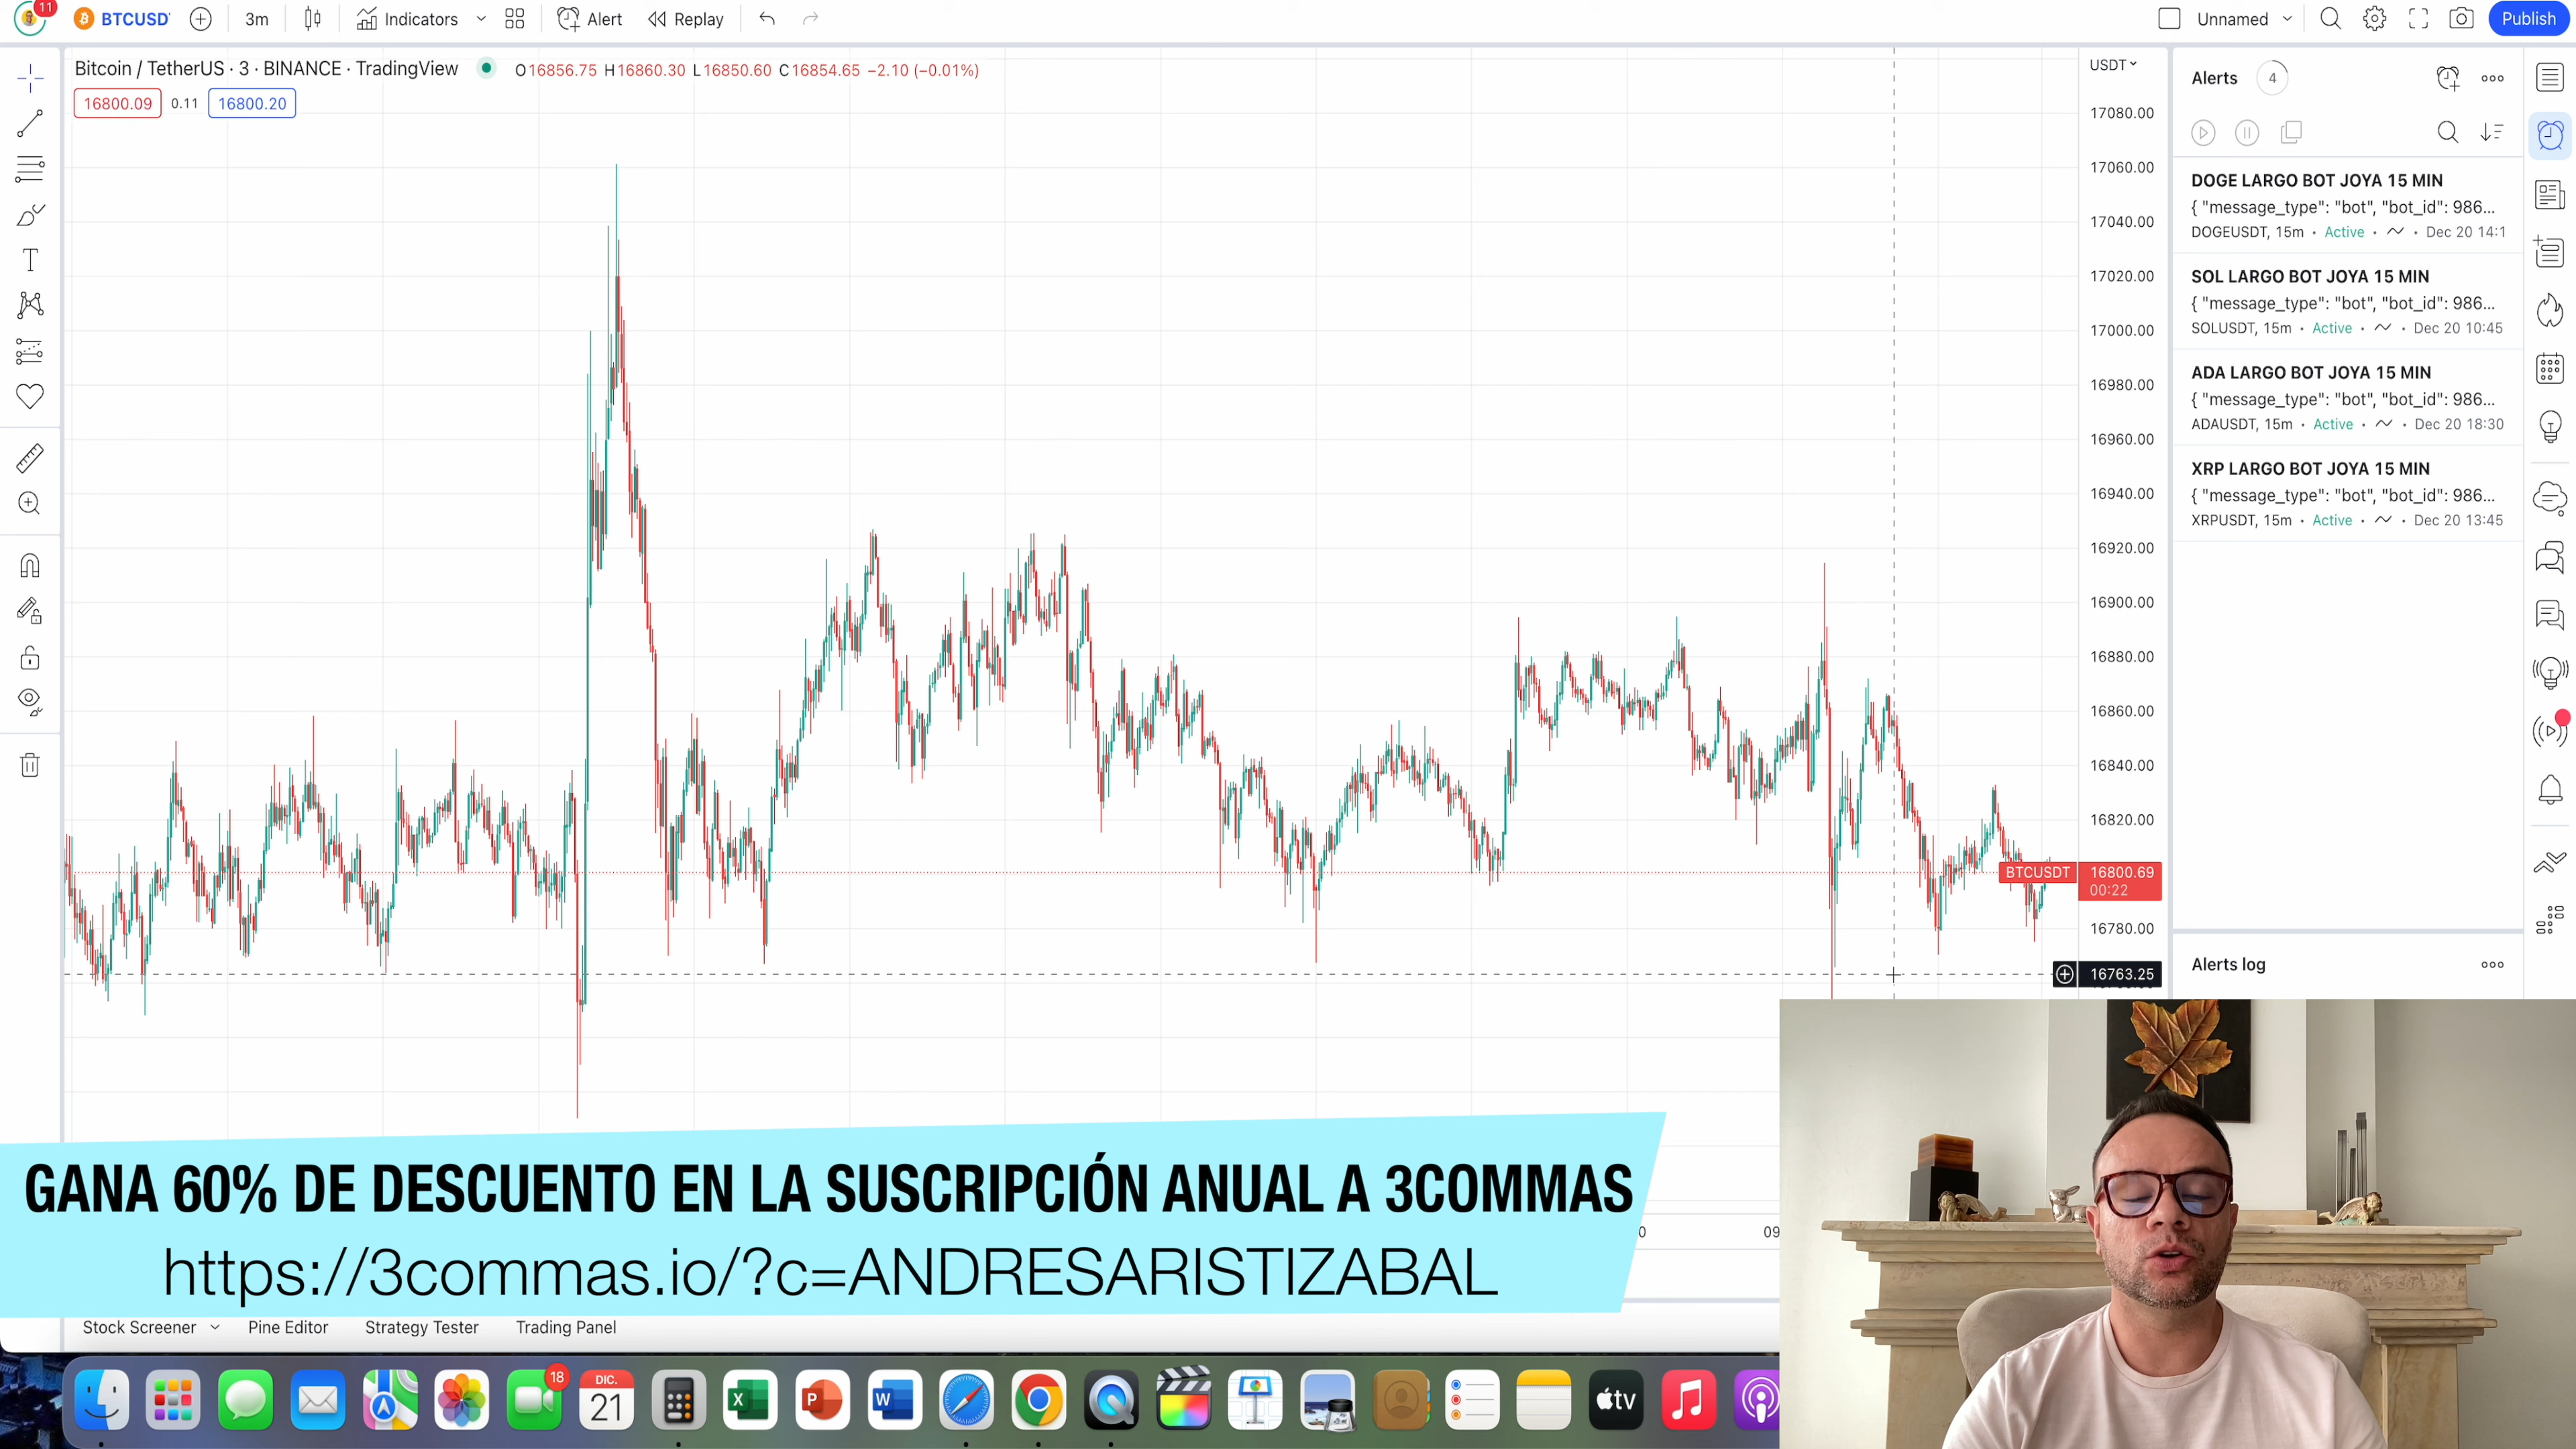 11
BTCUSD
3m
Indicators
Alert
Replay
Unnamed
Publish
Bitcoin / TetherUS · 3 · BINANCE · TradingView
O16856.75 H16860.30 L16850.60 C16854.65 −2.10 (−0.01%)
16800.09
0.11
16800.20
USDT
17080.00
17060.00
17040.00
17020.00
17000.00
16980.00
16960.00
16940.00
16920.00
16900.00
16880.00
16860.00
16840.00
16820.00
BTCUSDT
16800.69
00:22
16780.00
16763.25
Alerts
4
DOGE LARGO BOT JOYA 15 MIN
{ "message_type": "bot", "bot_id": 986...
DOGEUSDT, 15m • Active • • Dec 20 14:1
SOL LARGO BOT JOYA 15 MIN
{ "message_type": "bot", "bot_id": 986...
SOLUSDT, 15m • Active • • Dec 20 10:45
ADA LARGO BOT JOYA 15 MIN
{ "message_type": "bot", "bot_id": 986...
ADAUSDT, 15m • Active • • Dec 20 18:30
XRP LARGO BOT JOYA 15 MIN
{ "message_type": "bot", "bot_id": 986...
XRPUSDT, 15m • Active • • Dec 20 13:45
Alerts log
GANA 60% DE DESCUENTO EN LA SUSCRIPCIÓN ANUAL A 3COMMAS
https://3commas.io/?c=ANDRESARISTIZABAL
0
09
Stock Screener
Pine Editor
Strategy Tester
Trading Panel
18
DIC.
21
X
P
W
tv